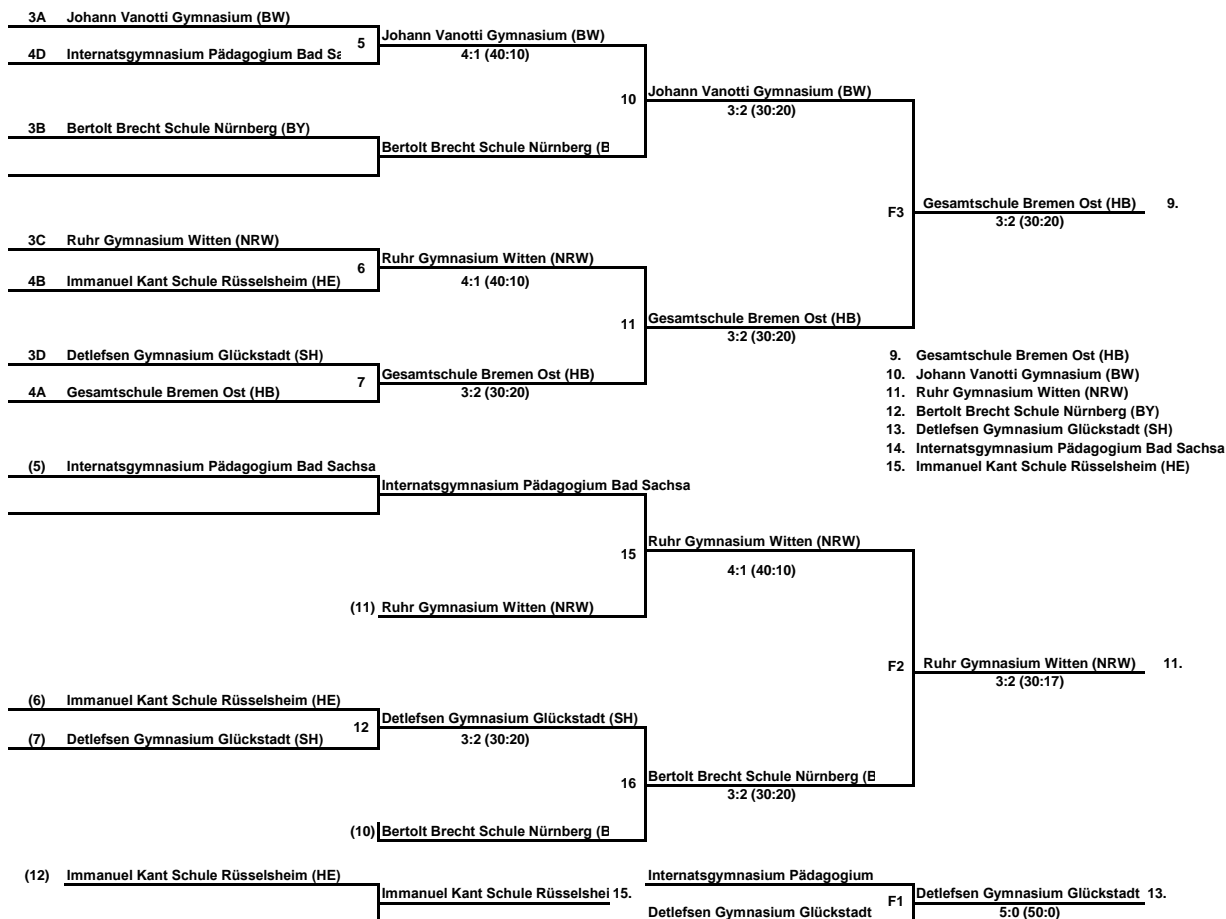 3A Johann Vanotti Gymnasium (BW)
5 Johann Vanotti Gymnasium (BW)
4D Internatsgymnasium Pädagogium Bad Sa
4:1 (40:10)
10 Johann Vanotti Gymnasium (BW)
3:2 (30:20)
3B Bertolt Brecht Schule Nürnberg (BY)
Bertolt Brecht Schule Nürnberg (B
F3 Gesamtschule Bremen Ost (HB) 9.
3:2 (30:20)
3C Ruhr Gymnasium Witten (NRW)
6 Ruhr Gymnasium Witten (NRW)
4B Immanuel Kant Schule Rüsselsheim (HE)
4:1 (40:10)
11 Gesamtschule Bremen Ost (HB)
3:2 (30:20)
3D Detlefsen Gymnasium Glückstadt (SH)
7 Gesamtschule Bremen Ost (HB)
4A Gesamtschule Bremen Ost (HB)
3:2 (30:20)
9. Gesamtschule Bremen Ost (HB)
10. Johann Vanotti Gymnasium (BW)
11. Ruhr Gymnasium Witten (NRW)
12. Bertolt Brecht Schule Nürnberg (BY)
13. Detlefsen Gymnasium Glückstadt (SH)
14. Internatsgymnasium Pädagogium Bad Sachsa
15. Immanuel Kant Schule Rüsselsheim (HE)
(5) Internatsgymnasium Pädagogium Bad Sachsa
Internatsgymnasium Pädagogium Bad Sachsa
15 Ruhr Gymnasium Witten (NRW)
4:1 (40:10)
(11) Ruhr Gymnasium Witten (NRW)
F2 Ruhr Gymnasium Witten (NRW) 11.
3:2 (30:17)
(6) Immanuel Kant Schule Rüsselsheim (HE)
12 Detlefsen Gymnasium Glückstadt (SH)
(7) Detlefsen Gymnasium Glückstadt (SH)
3:2 (30:20)
16 Bertolt Brecht Schule Nürnberg (B
3:2 (30:20)
(10) Bertolt Brecht Schule Nürnberg (B
(12) Immanuel Kant Schule Rüsselsheim (HE)
Immanuel Kant Schule Rüsselshei 15.
Internatsgymnasium Pädagogium
F1 Detlefsen Gymnasium Glückstadt 13.
Detlefsen Gymnasium Glückstadt
5:0 (50:0)